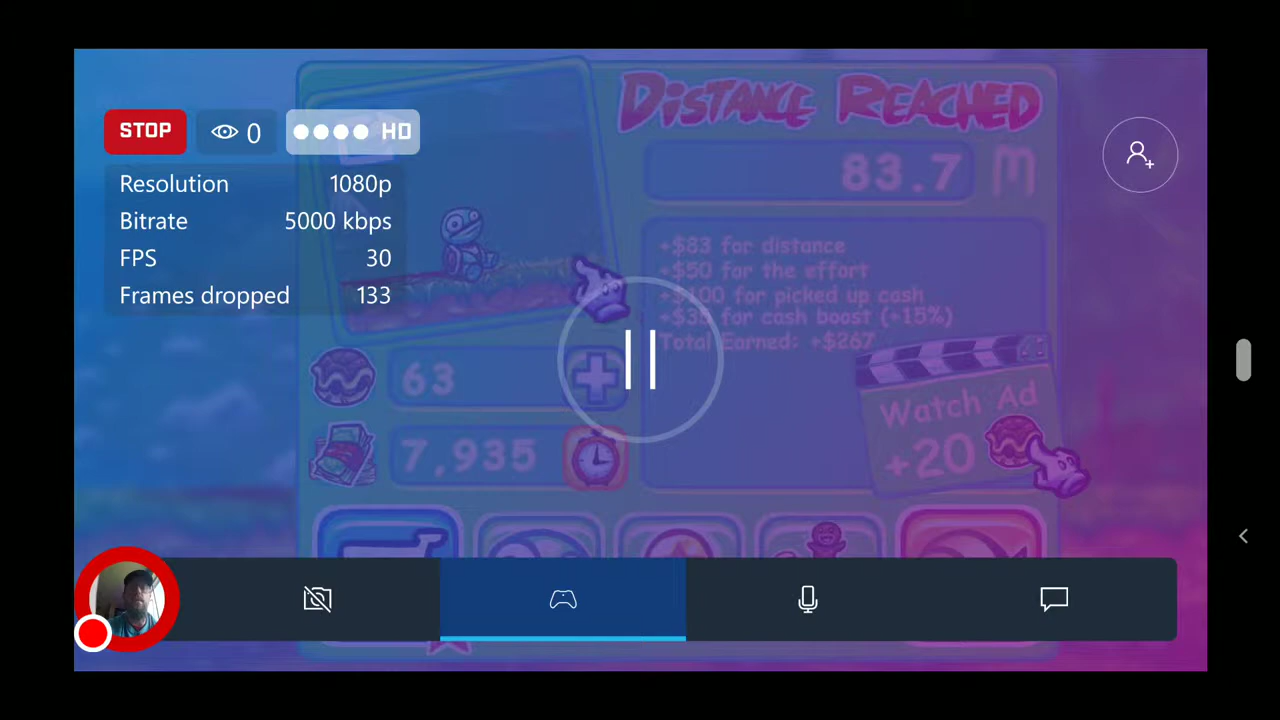 STOP
0
HD
Resolution 1080p
Bitrate 5000 kbps
FPS 30
Frames dropped 133
DISTANCE REACHED
83.7 m
+$83 for distance
+$50 for the effort
+$100 for picked up cash
+$35 for cash boost (+15%)
Total Earned: +$267
63
7,935
Watch Ad
+20